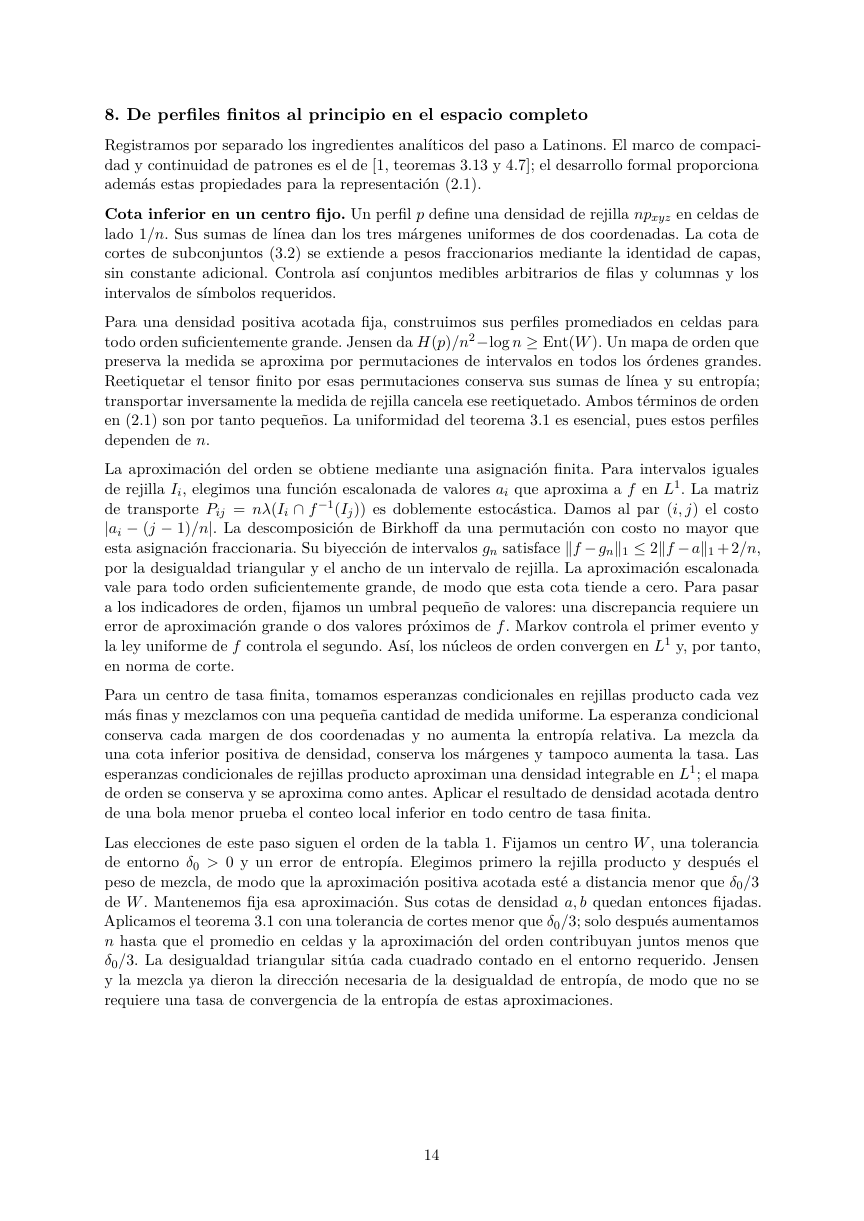 8. De perfiles finitos al principio en el espacio completo
Registramos por separado los ingredientes analíticos del paso a Latinons. El marco de compaci-
dad y continuidad de patrones es el de [1, teoremas 3.13 y 4.7]; el desarrollo formal proporciona
además estas propiedades para la representación (2.1).
Cota inferior en un centro fijo. Un perfil p define una densidad de rejilla np_{xyz} en celdas de
lado 1/n. Sus sumas de línea dan los tres márgenes uniformes de dos coordenadas. La cota de
cortes de subconjuntos (3.2) se extiende a pesos fraccionarios mediante la identidad de capas,
sin constante adicional. Controla así conjuntos medibles arbitrarios de filas y columnas y los
intervalos de símbolos requeridos.
Para una densidad positiva acotada fija, construimos sus perfiles promediados en celdas para
todo orden suficientemente grande. Jensen da H(p)/n² − log n ≥ Ent(W). Un mapa de orden que
preserva la medida se aproxima por permutaciones de intervalos en todos los órdenes grandes.
Reetiquetar el tensor finito por esas permutaciones conserva sus sumas de línea y su entropía;
transportar inversamente la medida de rejilla cancela ese reetiquetado. Ambos términos de orden
en (2.1) son por tanto pequeños. La uniformidad del teorema 3.1 es esencial, pues estos perfiles
dependen de n.
La aproximación del orden se obtiene mediante una asignación finita. Para intervalos iguales
de rejilla I_i, elegimos una función escalonada de valores a_i que aproxima a f en L¹. La matriz
de transporte P_{ij} = nλ(I_i ∩ f⁻¹(I_j)) es doblemente estocástica. Damos al par (i, j) el costo
|a_i − (j − 1)/n|. La descomposición de Birkhoff da una permutación con costo no mayor que
esta asignación fraccionaria. Su biyección de intervalos g_n satisface ‖f − g_n‖₁ ≤ 2‖f − a‖₁ + 2/n,
por la desigualdad triangular y el ancho de un intervalo de rejilla. La aproximación escalonada
vale para todo orden suficientemente grande, de modo que esta cota tiende a cero. Para pasar
a los indicadores de orden, fijamos un umbral pequeño de valores: una discrepancia requiere un
error de aproximación grande o dos valores próximos de f. Markov controla el primer evento y
la ley uniforme de f controla el segundo. Así, los núcleos de orden convergen en L¹ y, por tanto,
en norma de corte.
Para un centro de tasa finita, tomamos esperanzas condicionales en rejillas producto cada vez
más finas y mezclamos con una pequeña cantidad de medida uniforme. La esperanza condicional
conserva cada margen de dos coordenadas y no aumenta la entropía relativa. La mezcla da
una cota inferior positiva de densidad, conserva los márgenes y tampoco aumenta la tasa. Las
esperanzas condicionales de rejillas producto aproximan una densidad integrable en L¹; el mapa
de orden se conserva y se aproxima como antes. Aplicar el resultado de densidad acotada dentro
de una bola menor prueba el conteo local inferior en todo centro de tasa finita.
Las elecciones de este paso siguen el orden de la tabla 1. Fijamos un centro W, una tolerancia
de entorno δ₀ > 0 y un error de entropía. Elegimos primero la rejilla producto y después el
peso de mezcla, de modo que la aproximación positiva acotada esté a distancia menor que δ₀/3
de W. Mantenemos fija esa aproximación. Sus cotas de densidad a, b quedan entonces fijadas.
Aplicamos el teorema 3.1 con una tolerancia de cortes menor que δ₀/3; solo después aumentamos
n hasta que el promedio en celdas y la aproximación del orden contribuyan juntos menos que
δ₀/3. La desigualdad triangular sitúa cada cuadrado contado en el entorno requerido. Jensen
y la mezcla ya dieron la dirección necesaria de la desigualdad de entropía, de modo que no se
requiere una tasa de convergencia de la entropía de estas aproximaciones.
14